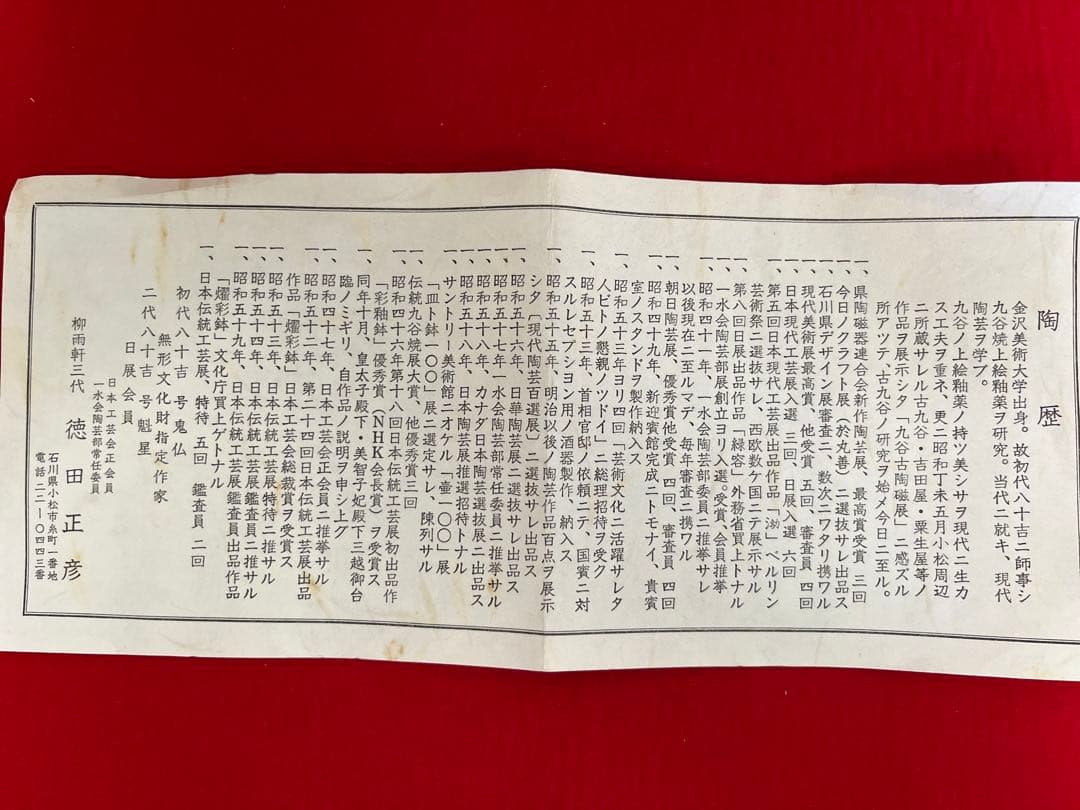 陶歴
金沢美術大学出身。故初代八十吉ニ師事シ
九谷焼上絵釉薬ヲ研究。当代ニ就キ、現代
陶芸ヲ学ブ。
九谷ノ上絵釉薬ノ持ツ美シサヲ現代ニ生カ
ス工夫ヲ重ネ、更ニ昭和丁未五月小松周辺
ニ所蔵サレル古九谷・吉田屋・粟生屋等ノ
作品ヲ展示シタ「九谷古陶磁展」ニ感ズル
所アツテ、古九谷ノ研究ヲ始メ今日ニ至ル。
一、県陶磁器連合会新作陶芸展、最高賞受賞 三回
一、今日ノクラフト展(於丸善)ニ選抜サレ出品ス
一、石川県デザイン展審査ニ、数次ニワタリ携ワル
一、現代美術展最高賞、他受賞 五回、審査員 四回
一、日本現代工芸展入選 三回、日展入選 六回
一、第五回日本現代工芸展出品作品「泑」ベルリン
芸術祭ニ選抜サレ、西欧数ケ国ニテ展示サル
一、第八回日展出品作品「緑容」外務省買上トナル
一、一水会陶芸部展創立ヨリ入選。受賞、会員推挙
一、昭和四十一年、一水会陶芸部委員ニ推挙サレ
以後現在ニ至ルマデ、毎年審査ニ携ワル
一、朝日陶芸展、優秀賞他受賞 四回、審査員 四回
一、昭和四十九年、新迎賓館完成ニトモナイ、貴賓
室ノスタンドヲ製作納入ス
一、昭和五十三年ヨリ四回「芸術文化ニ活躍サレタ
人ビトノ懇親ノツドイ」ニ総理招待ヲ受ク
一、昭和五十三年、首相官邸ノ依頼ニテ、国賓ニ対
スルレセプシヨン用ノ酒器製作、納入ス
一、昭和五十五年、明治以後ノ陶芸作品百点ヲ展示
シタ〔現代陶芸百選展〕ニ選抜サレ出品ス
一、昭和五十六年、日華陶芸展ニ選抜サレ出品ス
一、昭和五十七年、一水会陶芸部常任委員ニ推挙サル
一、昭和五十八年、カナダ日本陶芸選抜展ニ出品ス
一、昭和五十八年、日本陶芸展推選招待トナル
一、サントリー美術館ニオケル「壷一〇〇」展
「皿ト鉢一〇〇」展ニ選定サレ、陳列サル
一、伝統九谷焼展大賞、他優秀賞三回
一、昭和四十六年第十八回日本伝統工芸展初出品作
「彩釉鉢」優秀賞(NHK会長賞)ヲ受賞ス
一、同年十月、皇太子殿下・美智子妃殿下三越御台
臨ノミギリ、自作品ノ説明ヲ申シ上グ
一、昭和四十七年、日本工芸会正会員ニ推挙サル
一、昭和五十二年、第二十四回日本伝統工芸展出品
作品「燿彩鉢」日本工芸会総裁賞ヲ受賞ス
一、昭和五十三年、日本伝統工芸展特待ニ推サル
一、昭和五十四年、日本伝統工芸展鑑査員ニ推サル
一、昭和五十九年、日本伝統工芸展鑑査員出品作品
「燿彩鉢」文化庁買上ゲトナル
一、日本伝統工芸展、特待 五回 鑑査員 二回
初代八十吉 号鬼仏
無形文化財指定作家
二代八十吉 号魁星
日展会員
日本工芸会正会員
一水会陶芸部常任委員
柳雨軒三代 徳田正彦
石川県小松市糸町一番地
電話二二-〇四四三番